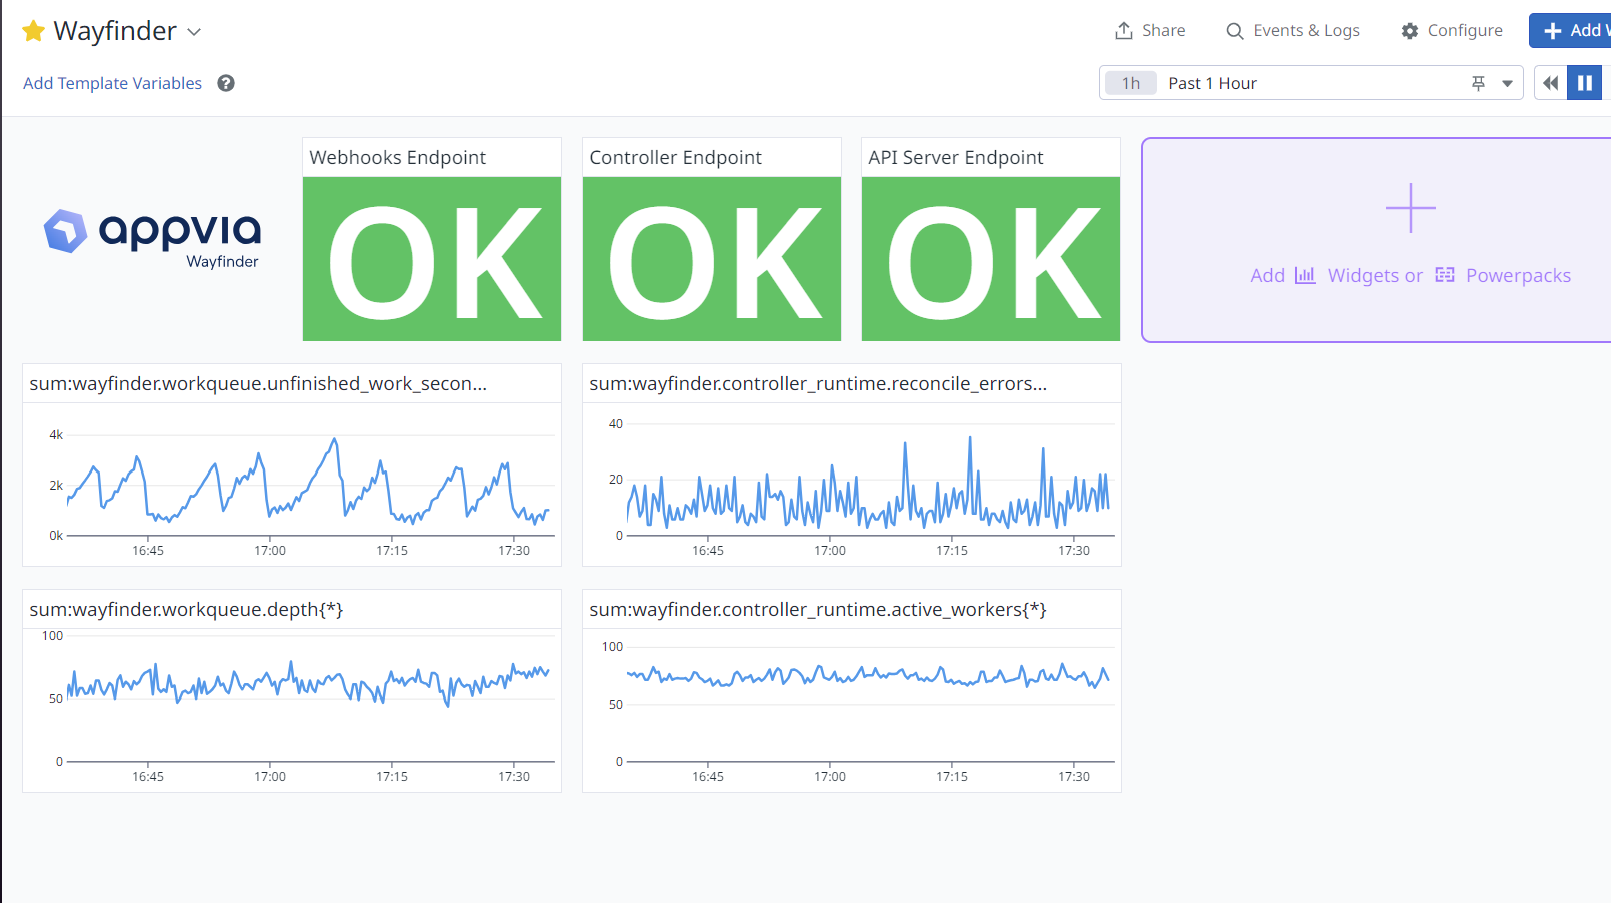 Wayfinder
Share
Events & Logs
Configure
Add
Add Template Variables
?
1h
Past 1 Hour
appvia
Wayfinder
Webhooks Endpoint
OK
Controller Endpoint
OK
API Server Endpoint
OK
Add Widgets or Powerpacks
sum:wayfinder.workqueue.unfinished_work_secon...
4k
2k
0k
16:45 17:00 17:15 17:30
sum:wayfinder.controller_runtime.reconcile_errors...
40
20
0
16:45 17:00 17:15 17:30
sum:wayfinder.workqueue.depth{*}
100
50
0
16:45 17:00 17:15 17:30
sum:wayfinder.controller_runtime.active_workers{*}
100
50
0
16:45 17:00 17:15 17:30